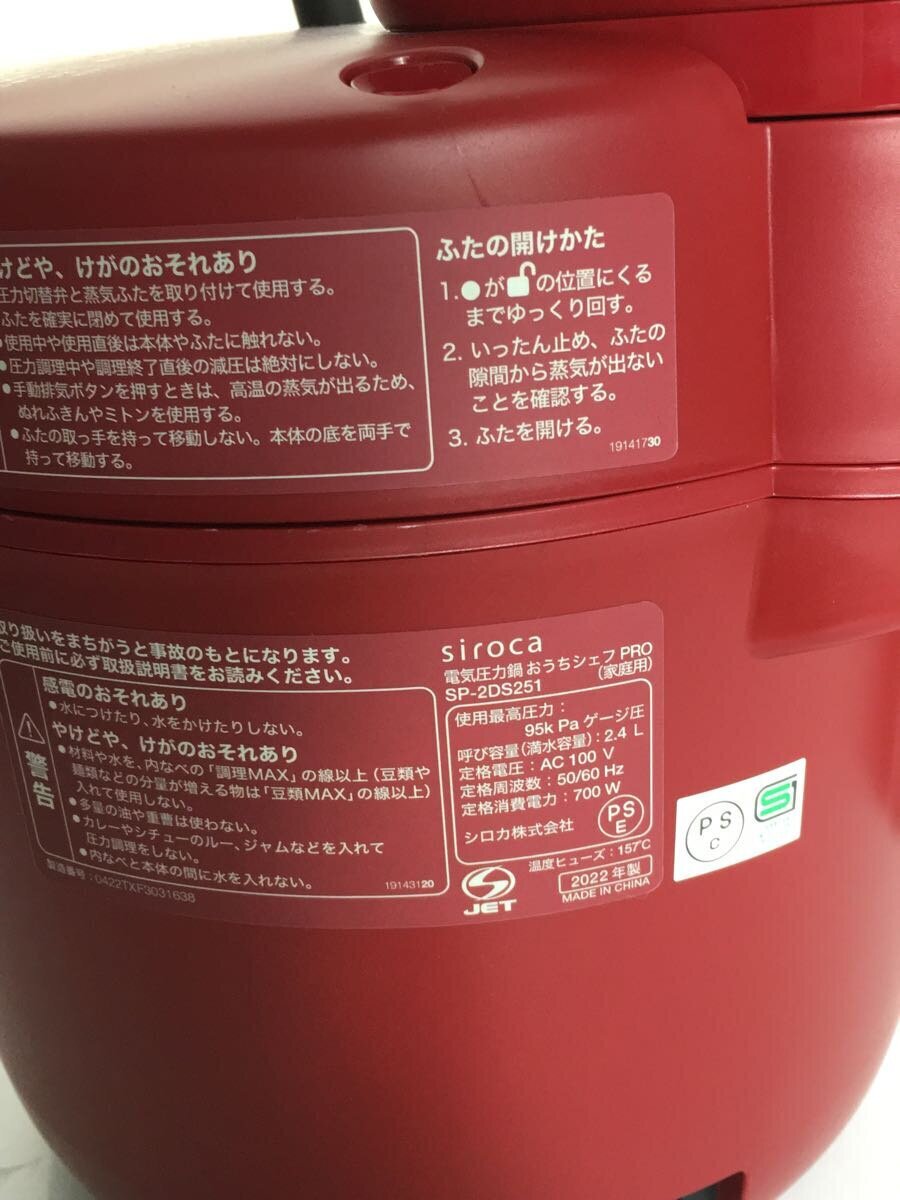 けどや、けがのおそれあり
圧力切替弁と蒸気ふたを取り付けて使用する。
ふたを確実に閉めて使用する。
●使用中や使用直後は本体やふたに触れない。
●圧力調理中や調理終了直後の減圧は絶対にしない。
●手動排気ボタンを押すときは、高温の蒸気が出るため、
ぬれふきんやミトンを使用する。
●ふたの取っ手を持って移動しない。本体の底を両手で
持って移動する。
ふたの開けかた
1.●が🔓の位置にくる
までゆっくり回す。
2. いったん止め、ふたの
隙間から蒸気が出ない
ことを確認する。
3. ふたを開ける。
19141730
取り扱いをまちがうと事故のもとになります。
ご使用前に必ず取扱説明書をお読みください。
警告
感電のおそれあり
●水につけたり、水をかけたりしない。
やけどや、けがのおそれあり
●材料や水を、内なべの「調理MAX」の線以上(豆類や
麺類などの分量が増える物は「豆類MAX」の線以上)
入れて使用しない。
●多量の油や重曹は使わない。
●カレーやシチューのルー、ジャムなどを入れて
圧力調理をしない。
●内なべと本体の間に水を入れない。
製造番号:0422TXF3031638
19143120
siroca
電気圧力鍋 おうちシェフ PRO
SP-2DS251
(家庭用)
使用最高圧力:
95k Pa ゲージ圧
呼び容量(満水容量):2.4 L
定格電圧:AC 100 V
定格周波数:50/60 Hz
定格消費電力:700 W
シロカ株式会社
PS
E
温度ヒューズ:157℃
JET
2022 年製
MADE IN CHINA
PS
C
S